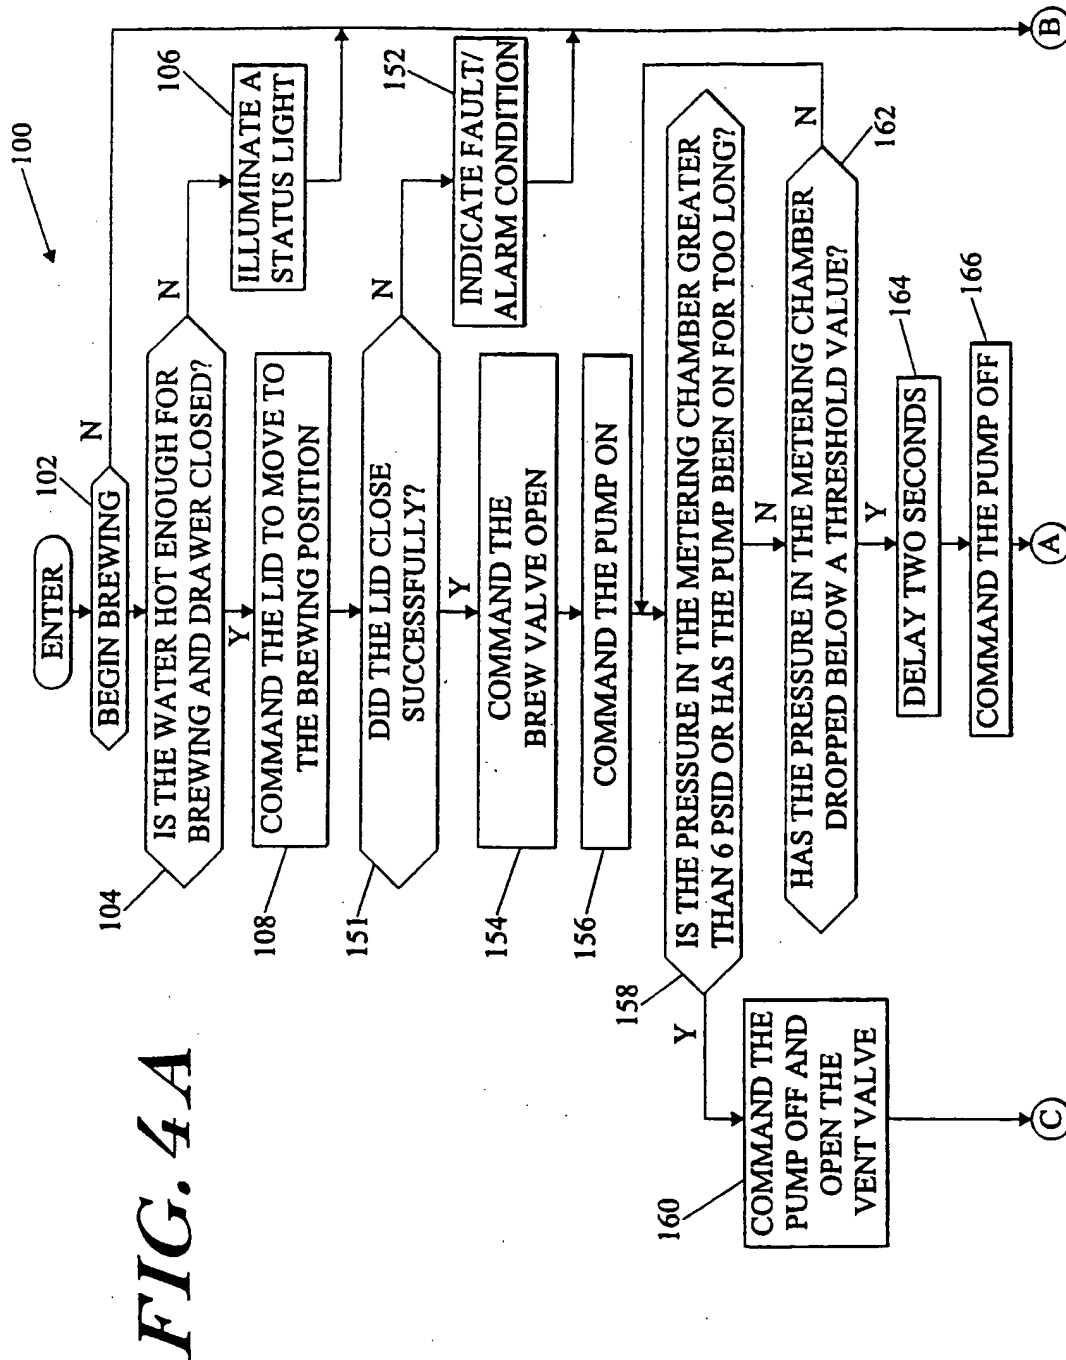 FIG. 4A
100
ENTER
BEGIN BREWING
102
N
IS THE WATER HOT ENOUGH FOR
BREWING AND DRAWER CLOSED?
104
N
Y
ILLUMINATE A
STATUS LIGHT
106
COMMAND THE LID TO MOVE TO
THE BREWING POSITION
108
DID THE LID CLOSE
SUCCESSFULLY?
151
N
Y
INDICATE FAULT/
ALARM CONDITION
152
COMMAND THE
BREW VALVE OPEN
154
COMMAND THE PUMP ON
156
IS THE PRESSURE IN THE METERING CHAMBER GREATER
THAN 6 PSID OR HAS THE PUMP BEEN ON FOR TOO LONG?
158
Y
N
COMMAND THE
PUMP OFF AND
OPEN THE
VENT VALVE
160
HAS THE PRESSURE IN THE METERING CHAMBER
DROPPED BELOW A THRESHOLD VALUE?
162
N
Y
DELAY TWO SECONDS
164
COMMAND THE PUMP OFF
166
C
A
B